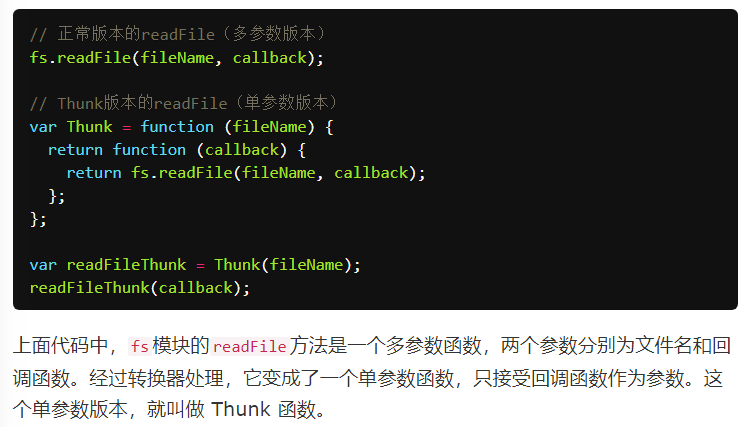 // 正常版本的readFile（多参数版本）
fs.readFile(fileName, callback);
// Thunk版本的readFile（单参数版本）
var Thunk = function (fileName) {
  return function (callback) {
    return fs.readFile(fileName, callback);
  };
};
var readFileThunk = Thunk(fileName);
readFileThunk(callback);
上面代码中，fs模块的readFile方法是一个多参数函数，两个参数分别为文件名和回
调函数。经过转换器处理，它变成了一个单参数函数，只接受回调函数作为参数。这
个单参数版本，就叫做 Thunk 函数。